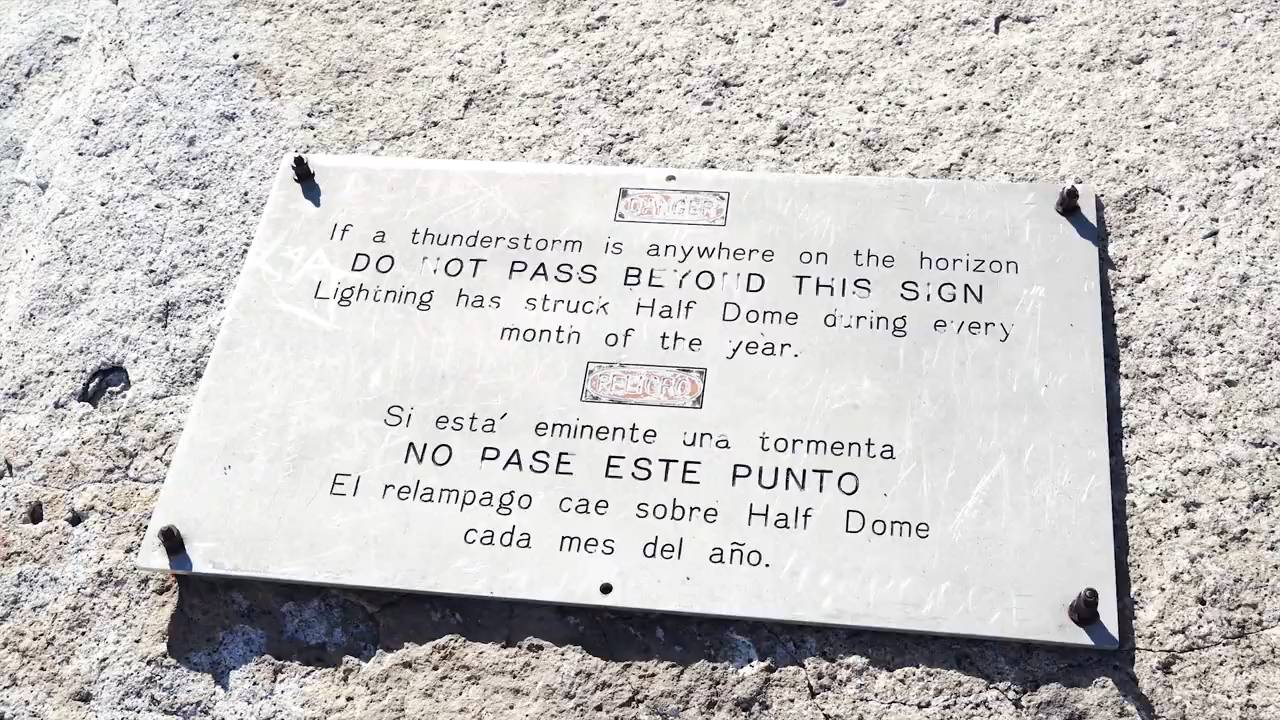 DANGER
If a thunderstorm is anywhere on the horizon
DO NOT PASS BEYOND THIS SIGN
Lightning has struck Half Dome during every
month of the year.
PELIGRO
Si está eminente una tormenta
NO PASE ESTE PUNTO
El relampago cae sobre Half Dome
cada mes del año.